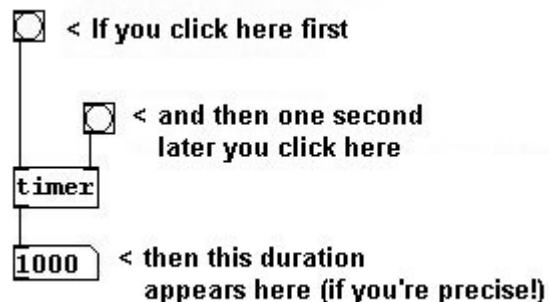 < If you click here first
< and then one second
later you click here
timer
1000
< then this duration
appears here (if you're precise!)